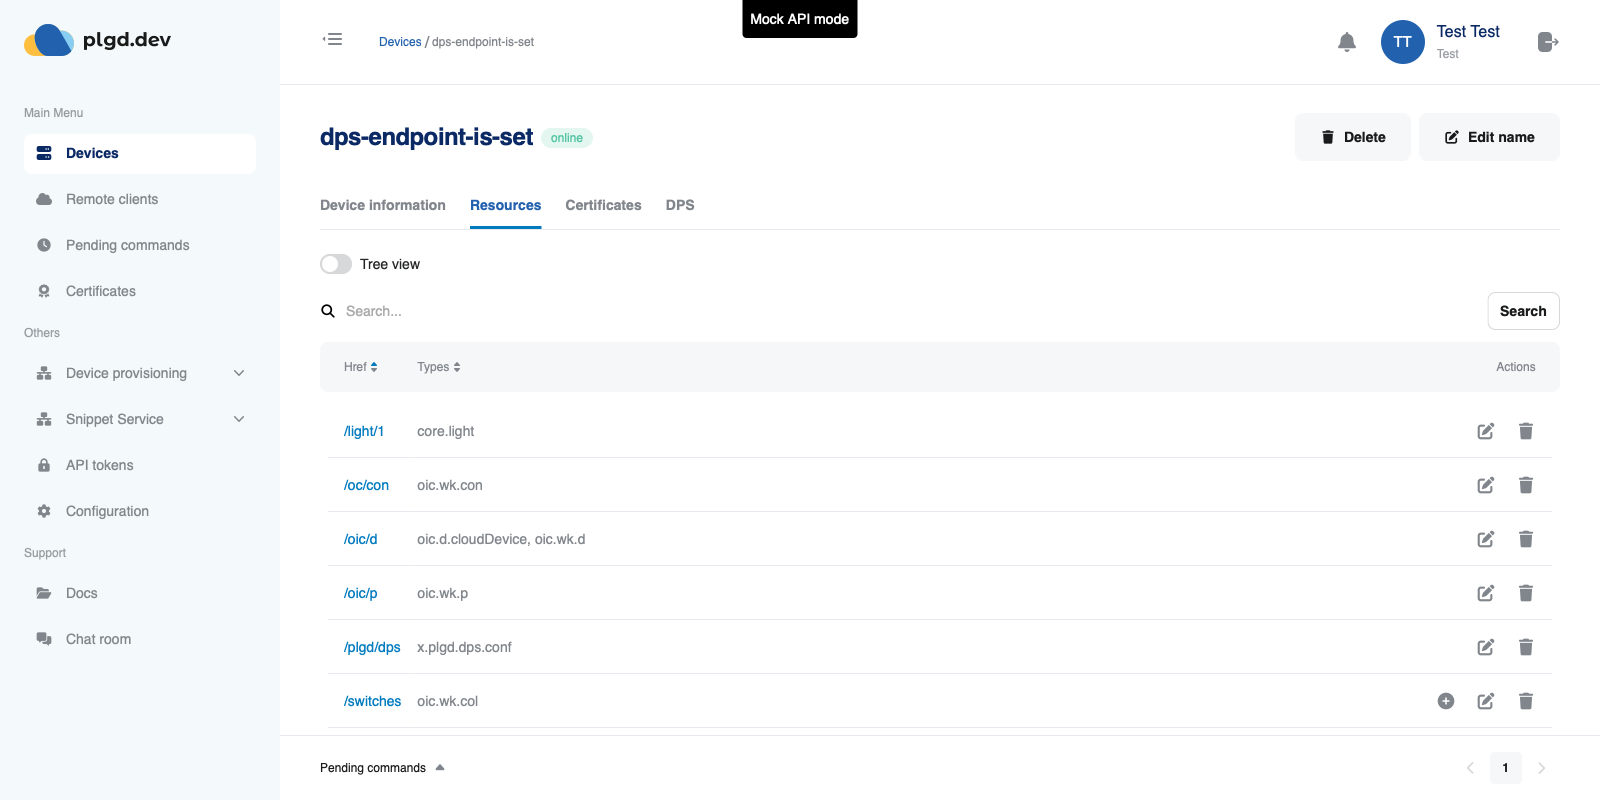 Mock API mode
plgd.dev
Devices / dps-endpoint-is-set
TT
Test Test
Test
Main Menu
Devices
Remote clients
Pending commands
Certificates
Others
Device provisioning
Snippet Service
API tokens
Configuration
Support
Docs
Chat room
dps-endpoint-is-set online
Delete
Edit name
Device information Resources Certificates DPS
Tree view
Search...
Search
Href Types Actions
/light/1 core.light
/oc/con oic.wk.con
/oic/d oic.d.cloudDevice, oic.wk.d
/oic/p oic.wk.p
/plgd/dps x.plgd.dps.conf
/switches oic.wk.col
Pending commands
1